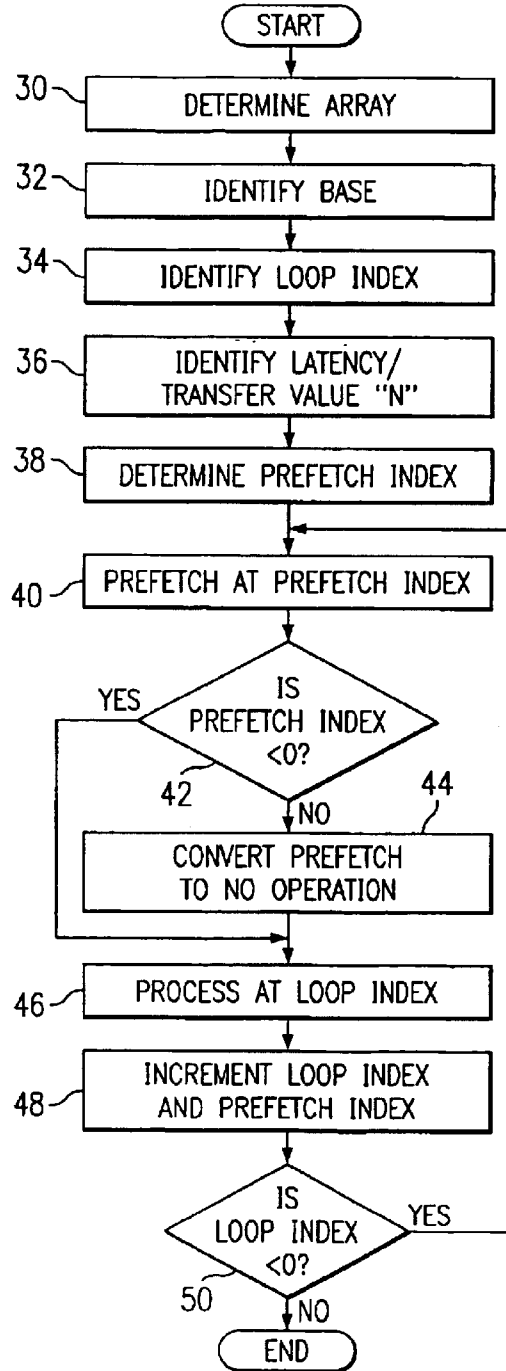 START
30
DETERMINE ARRAY
32
IDENTIFY BASE
34
IDENTIFY LOOP INDEX
36
IDENTIFY LATENCY/
TRANSFER VALUE "N"
38
DETERMINE PREFETCH INDEX
40
PREFETCH AT PREFETCH INDEX
YES
IS
PREFETCH INDEX
<0?
42
NO
44
CONVERT PREFETCH
TO NO OPERATION
46
PROCESS AT LOOP INDEX
48
INCREMENT LOOP INDEX
AND PREFETCH INDEX
IS
LOOP INDEX
<0?
YES
50
NO
END